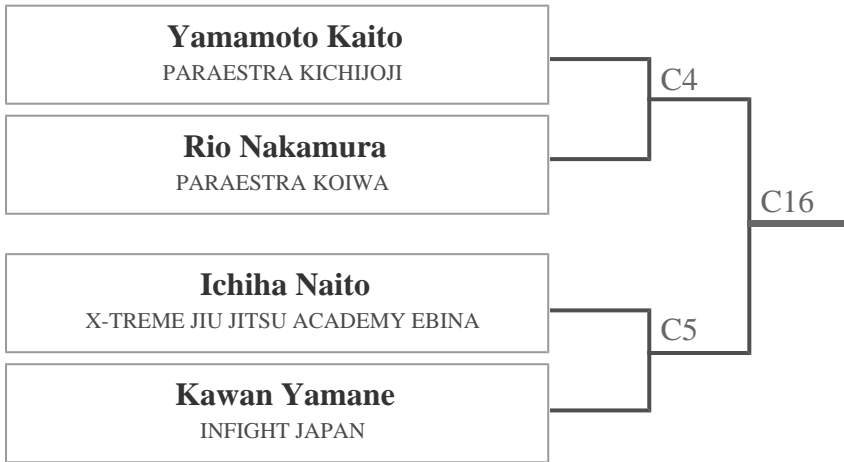 Yamamoto Kaito
PARAESTRA KICHIJOJI
C4
Rio Nakamura
PARAESTRA KOIWA
C16
Ichiha Naito
X-TREME JIU JITSU ACADEMY EBINA
C5
Kawan Yamane
INFIGHT JAPAN